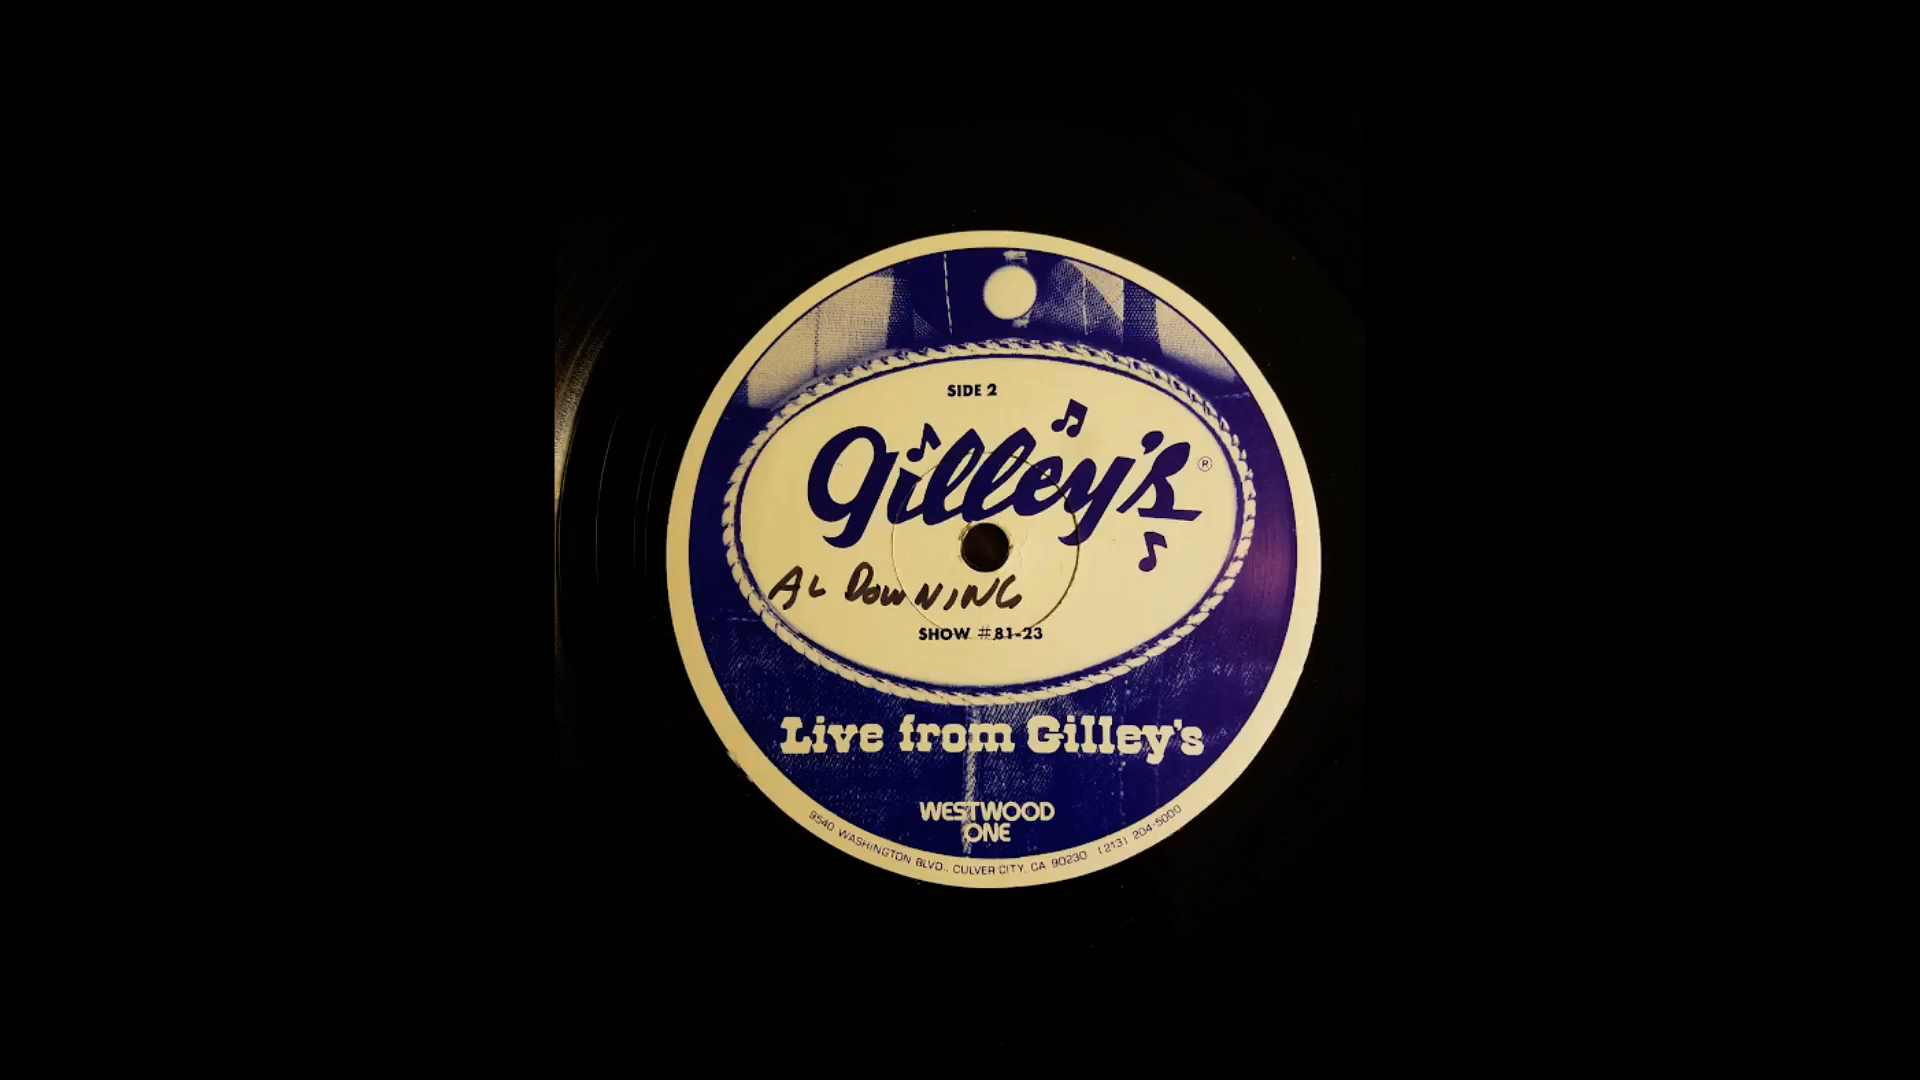 SIDE 2
Gilley's ®
AL DOWNING
SHOW #81-23
Live from Gilley's
WESTWOOD
ONE
9540 WASHINGTON BLVD., CULVER CITY, CA 90230 (213) 204-5000